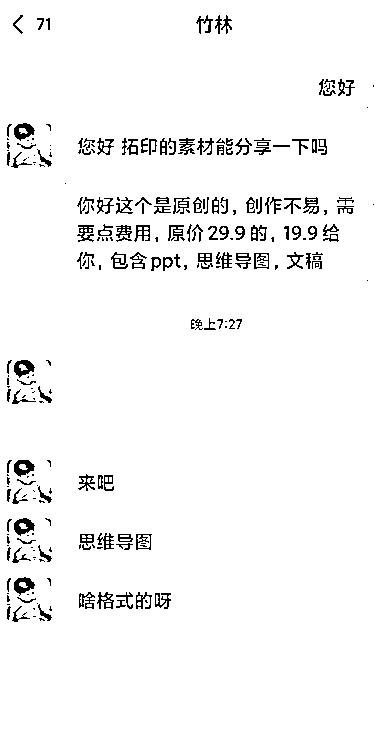 71
竹林
您好
您好 拓印的素材能分享一下吗
你好这个是原创的，创作不易，需
要点费用，原价29.9的，19.9给
你，包含ppt，思维导图，文稿
晚上7:27
来吧
思维导图
啥格式的呀